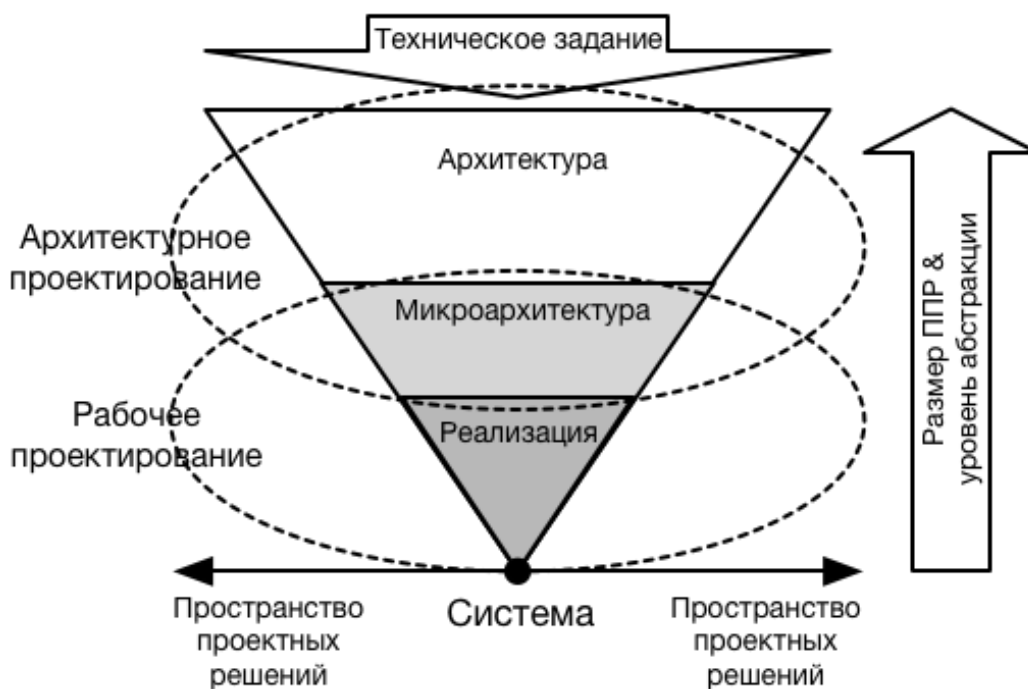 Техническое задание
Архитектура
Архитектурное
проектирование
Микроархитектура
Рабочее
проектирование
Реализация
Размер ППР &
уровень абстракции
Система
Пространство
проектных
решений
Пространство
проектных
решений